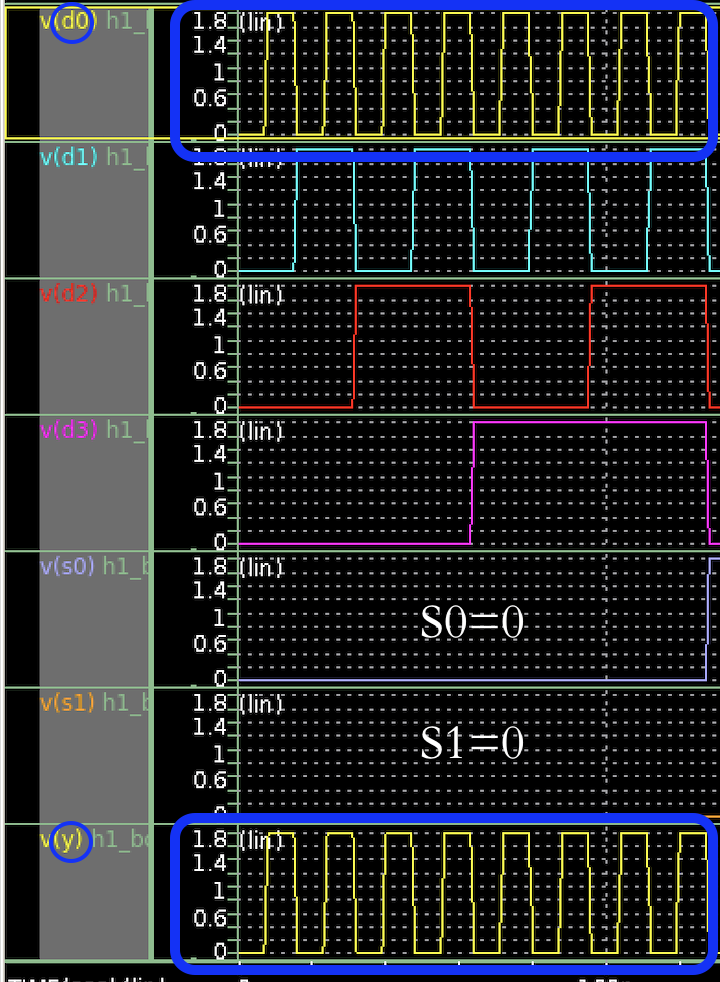 v(d0) h1_
1.8 (lin)
1.4
1
0.6
0
v(d1) h1_
1.8 (lin)
1.4
1
0.6
0
v(d2) h1_
1.8 (lin)
1.4
1
0.6
0
v(d3) h1_
1.8 (lin)
1.4
1
0.6
0
v(s0) h1_b
1.8 (lin)
1.4
1
S0=0
0.6
0
v(s1) h1_b
1.8 (lin)
1.4
S1=0
1
0.6
0
v(y) h1_bc
1.8 (lin)
1.4
1
0.6
0